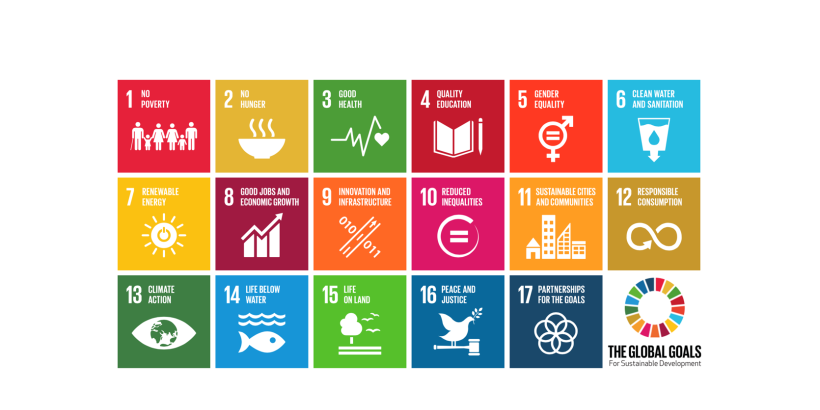 1 NO
POVERTY
2 NO
HUNGER
3 GOOD
HEALTH
4 QUALITY
EDUCATION
5 GENDER
EQUALITY
6 CLEAN WATER
AND SANITATION
7 RENEWABLE
ENERGY
8 GOOD JOBS AND
ECONOMIC GROWTH
9 INNOVATION AND
INFRASTRUCTURE
010
011
10 REDUCED
INEQUALITIES
11 SUSTAINABLE CITIES
AND COMMUNITIES
12 RESPONSIBLE
CONSUMPTION
13 CLIMATE
ACTION
14 LIFE BELOW
WATER
15 LIFE
ON LAND
16 PEACE AND
JUSTICE
17 PARTNERSHIPS
FOR THE GOALS
THE GLOBAL GOALS
For Sustainable Development